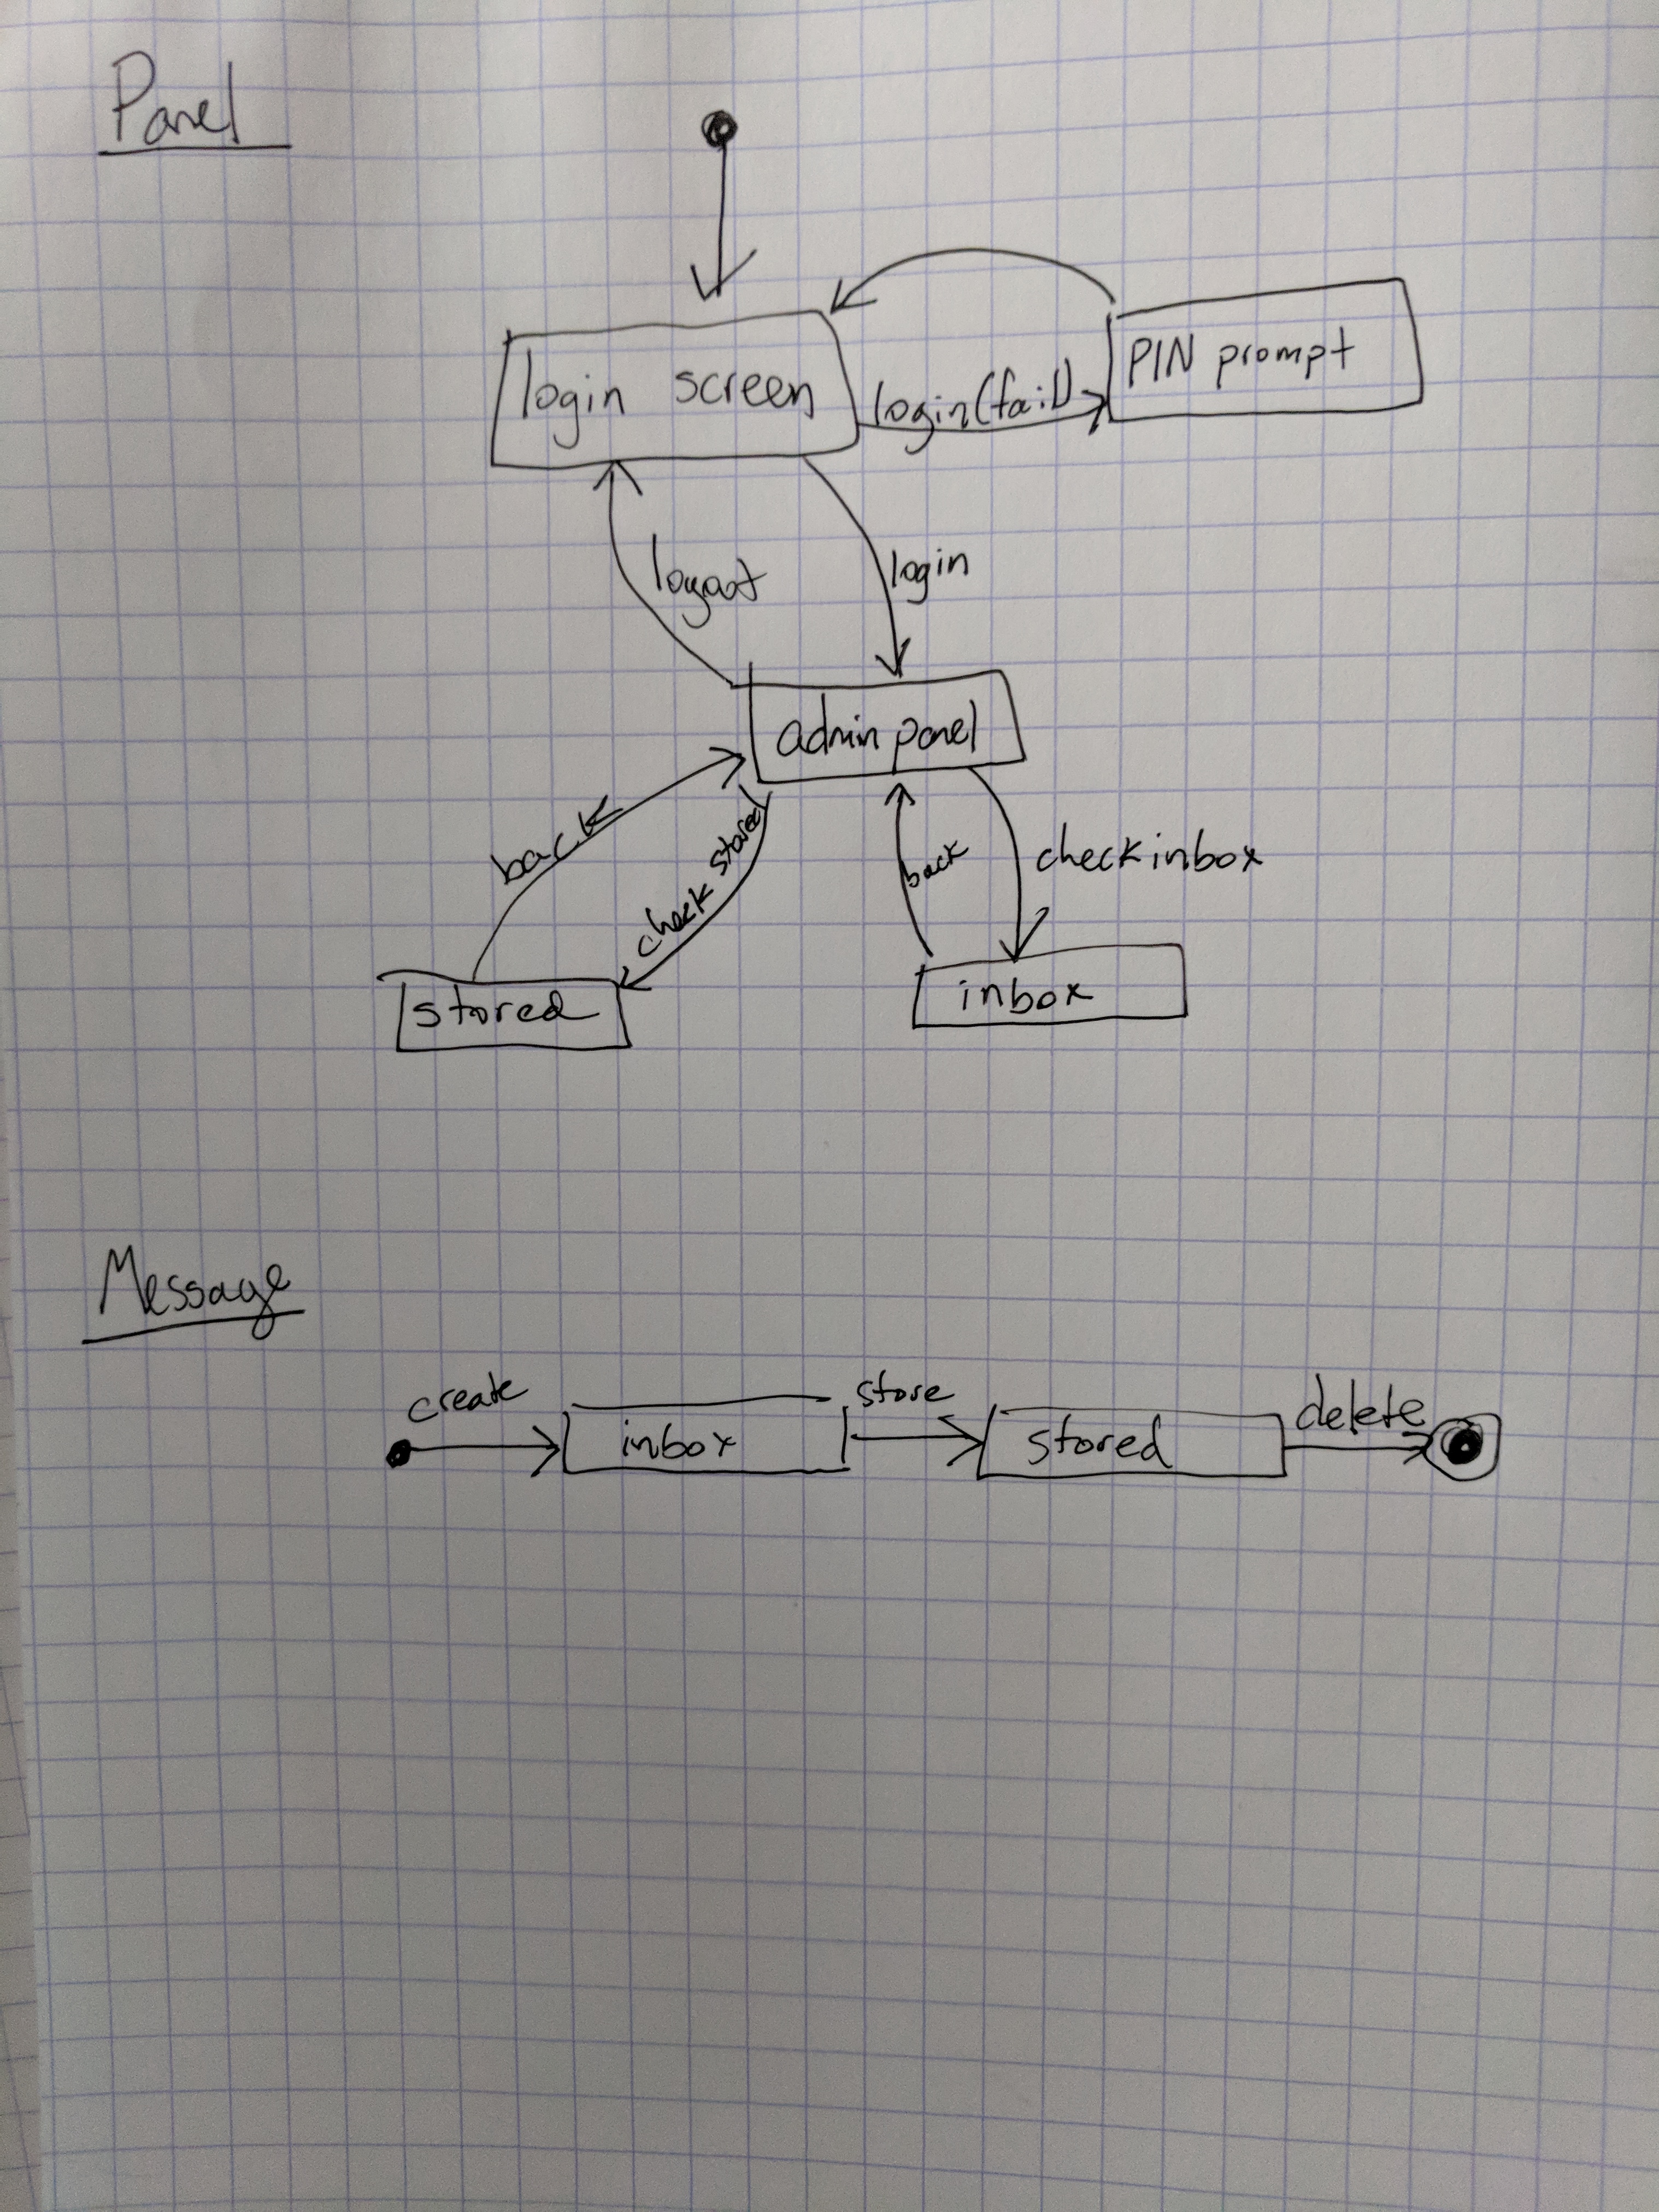 Panel
PIN prompt
login screen
login(fail)
logout
login
admin panel
back
check stored
back
check inbox
stored
inbox
Message
create
store
delete
inbox
stored